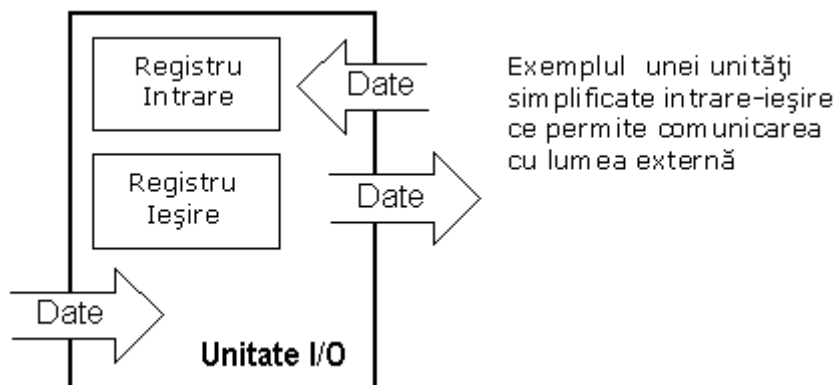 Registru
Intrare
Date
Exemplul unei unităţi
simplificate intrare-ieşire
ce permite comunicarea
cu lumea externă
Registru
Ieşire
Date
Date
Unitate I/O